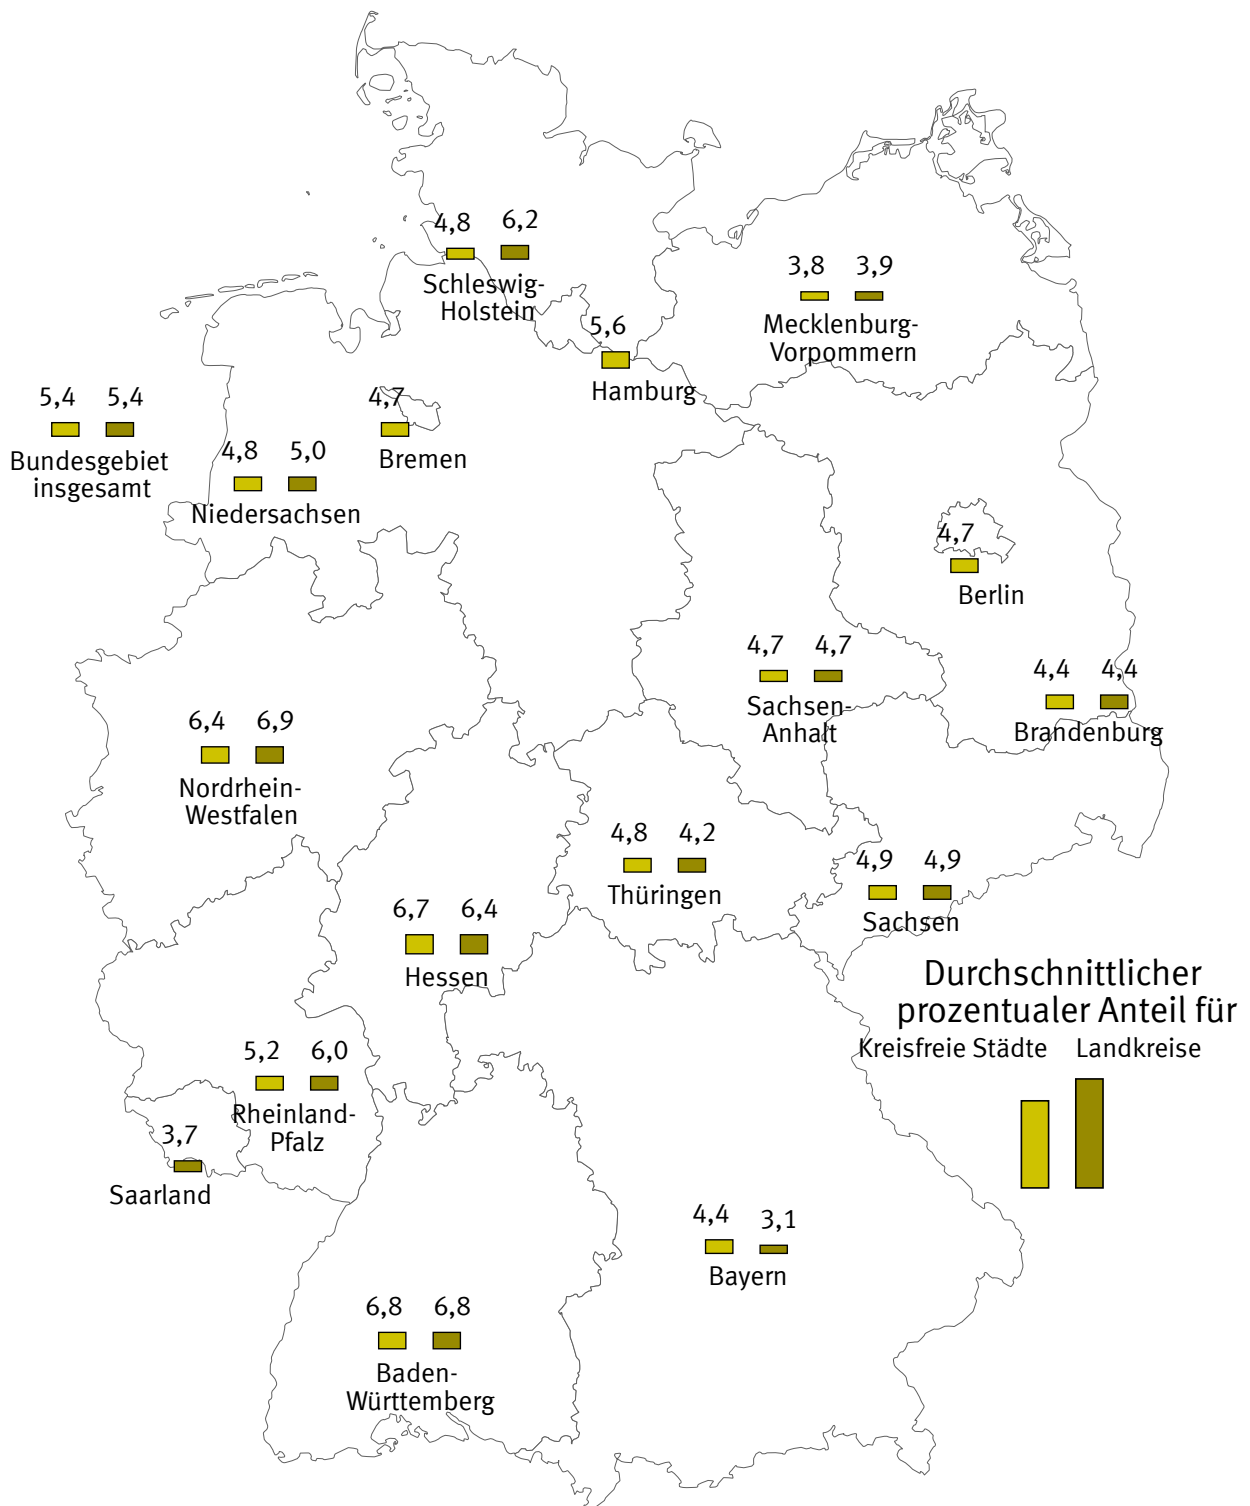 4,8 6,2
Schleswig-
Holstein
3,8 3,9
Mecklenburg-
Vorpommern
5,6
Hamburg
5,4 5,4
Bundesgebiet
insgesamt
4,7
Bremen
4,8 5,0
Niedersachsen
4,7
Berlin
4,7 4,7
Sachsen-
Anhalt
4,4 4,4
Brandenburg
6,4 6,9
Nordrhein-
Westfalen
4,8 4,2
Thüringen
4,9 4,9
Sachsen
6,7 6,4
Hessen
Durchschnittlicher
prozentualer Anteil für
Kreisfreie Städte Landkreise
5,2 6,0
Rheinland-
Pfalz
3,7
Saarland
4,4 3,1
Bayern
6,8 6,8
Baden-
Württemberg